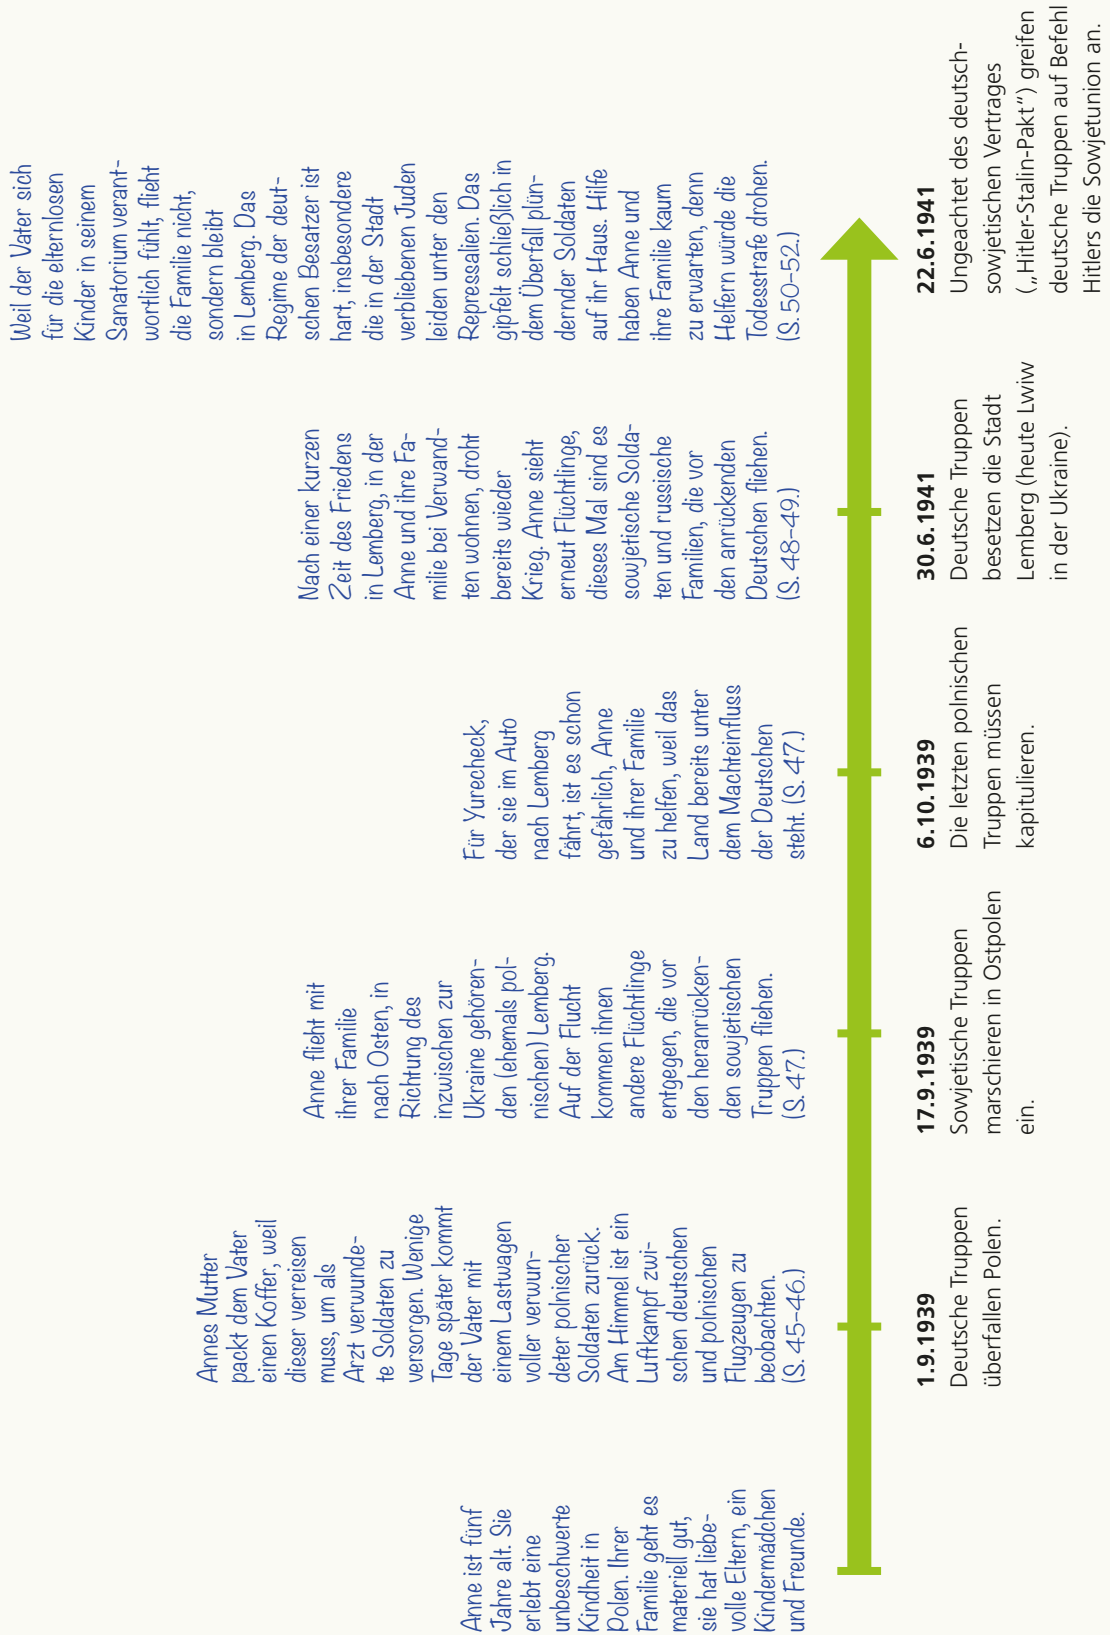 Anne ist fünf
Jahre alt. Sie
erlebt eine
unbeschwerte
Kindheit in
Polen. Ihrer
Familie geht es
materiell gut,
sie hat liebe-
volle Eltern, ein
Kindermädchen
und Freunde.
Annes Mutter
packt dem Vater
einen Koffer, weil
dieser verreisen
muss, um als
Arzt verwunde-
te Soldaten zu
versorgen. Wenige
Tage später kommt
der Vater mit
einem Lastwagen
voller verwun-
deter polnischer
Soldaten zurück.
Am Himmel ist ein
Luftkampf zwi-
schen deutschen
und polnischen
Flugzeugen zu
beobachten.
(S. 45–46.)
Anne flieht mit
ihrer Familie
nach Osten, in
Richtung des
inzwischen zur
Ukraine gehören-
den (ehemals pol-
nischen) Lemberg.
Auf der Flucht
kommen ihnen
andere Flüchtlinge
entgegen, die vor
den heranrücken-
den sowjetischen
Truppen fliehen.
(S. 47.)
Für Yurecheck,
der sie im Auto
nach Lemberg
fährt, ist es schon
gefährlich, Anne
und ihrer Familie
zu helfen, weil das
Land bereits unter
dem Machteinfluss
der Deutschen
steht. (S. 47.)
Nach einer kurzen
Zeit des Friedens
in Lemberg, in der
Anne und ihre Fa-
milie bei Verwand-
ten wohnen, droht
bereits wieder
Krieg. Anne sieht
erneut Flüchtlinge,
dieses Mal sind es
sowjetische Solda-
ten und russische
Familien, die vor
den anrückenden
Deutschen fliehen.
(S. 48–49.)
Weil der Vater sich
für die elternlosen
Kinder in seinem
Sanatorium verant-
wortlich fühlt, flieht
die Familie nicht,
sondern bleibt
in Lemberg. Das
Regime der deut-
schen Besatzer ist
hart, insbesondere
die in der Stadt
verbliebenen Juden
leiden unter den
Repressalien. Das
gipfelt schließlich in
dem Überfall plün-
dernder Soldaten
auf ihr Haus. Hilfe
haben Anne und
ihre Familie kaum
zu erwarten, denn
Helfern würde die
Todesstrafe drohen.
(S. 50–52.)
1.9.1939
Deutsche Truppen
überfallen Polen.
17.9.1939
Sowjetische Truppen
marschieren in Ostpolen
ein.
6.10.1939
Die letzten polnischen
Truppen müssen
kapitulieren.
30.6.1941
Deutsche Truppen
besetzen die Stadt
Lemberg (heute Lwiw
in der Ukraine).
22.6.1941
Ungeachtet des deutsch-
sowjetischen Vertrages
(„Hitler-Stalin-Pakt“) greifen
deutsche Truppen auf Befehl
Hitlers die Sowjetunion an.